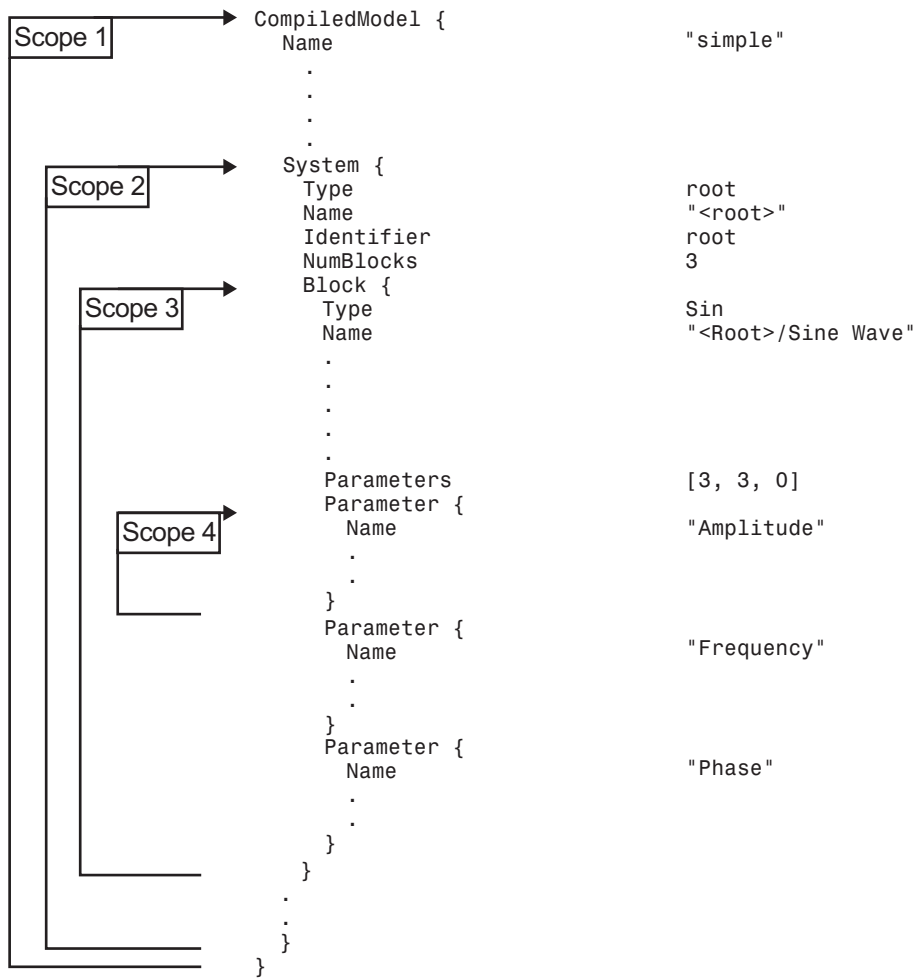 Scope 1
CompiledModel {
Name "simple"
.
.
.
.
Scope 2
System {
Type root
Name "<root>"
Identifier root
NumBlocks 3
Scope 3
Block {
Type Sin
Name "<Root>/Sine Wave"
.
.
.
.
.
Parameters [3, 3, 0]
Parameter {
Scope 4
Name "Amplitude"
.
.
}
Parameter {
Name "Frequency"
.
.
}
Parameter {
Name "Phase"
.
.
}
}
.
.
}
}